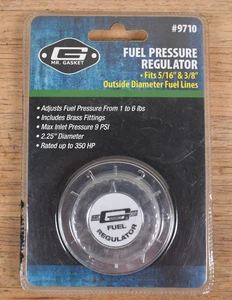 #9710
G
MR. GASKET
FUEL PRESSURE
REGULATOR
• Fits 5/16" & 3/8"
Outside Diameter Fuel Lines
• Adjusts Fuel Pressure From 1 to 6 lbs
• Includes Brass Fittings
• Max Inlet Pressure 9 PSI
• 2.25" Diameter
• Rated up to 350 HP
G
FUEL
REGULATOR